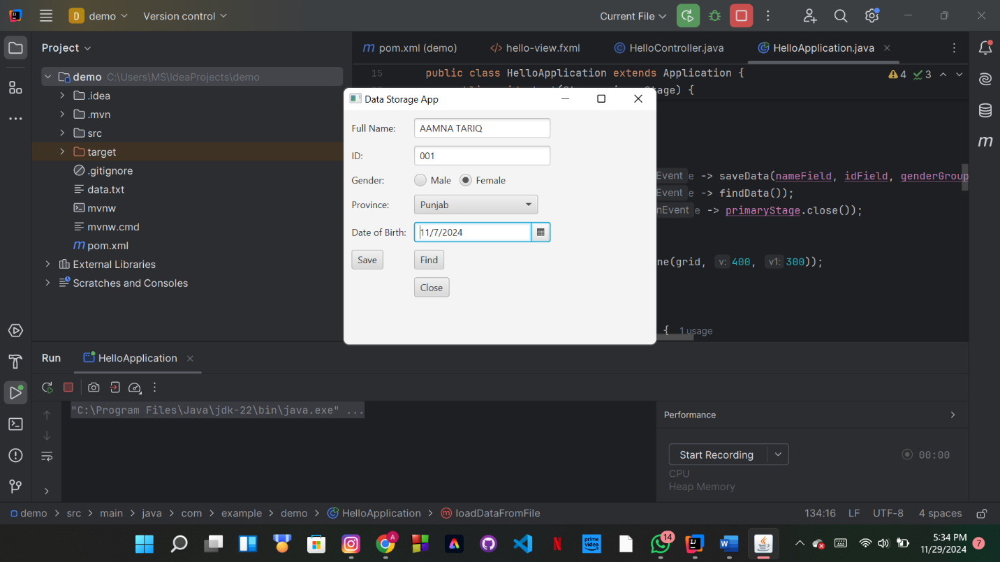 D demo Version control Current File
Project
pom.xml (demo) hello-view.fxml HelloController.java HelloApplication.java
demo C:\Users\MS\IdeaProjects\demo
.idea
.mvn
src
target
.gitignore
data.txt
mvnw
mvnw.cmd
pom.xml
External Libraries
Scratches and Consoles
15 public class HelloApplication extends Application { 4 3
Stage) {
Event e -> saveData(nameField, idField, genderGroup
Event e -> findData());
nEvent e -> primaryStage.close());
ne(grid, v: 400, v1: 300));
{ 1 usage
Data Storage App
Full Name: AAMNA TARIQ
ID: 001
Gender: Male Female
Province: Punjab
Date of Birth: 11/7/2024
Save Find
Close
Run HelloApplication
"C:\Program Files\Java\jdk-22\bin\java.exe" ...
Performance
Start Recording 00:00
CPU
Heap Memory
demo > src > main > java > com > example > demo > HelloApplication > loadDataFromFile 134:16 LF UTF-8 4 spaces
prime video
A
14
W
5:34 PM
11/29/2024
7